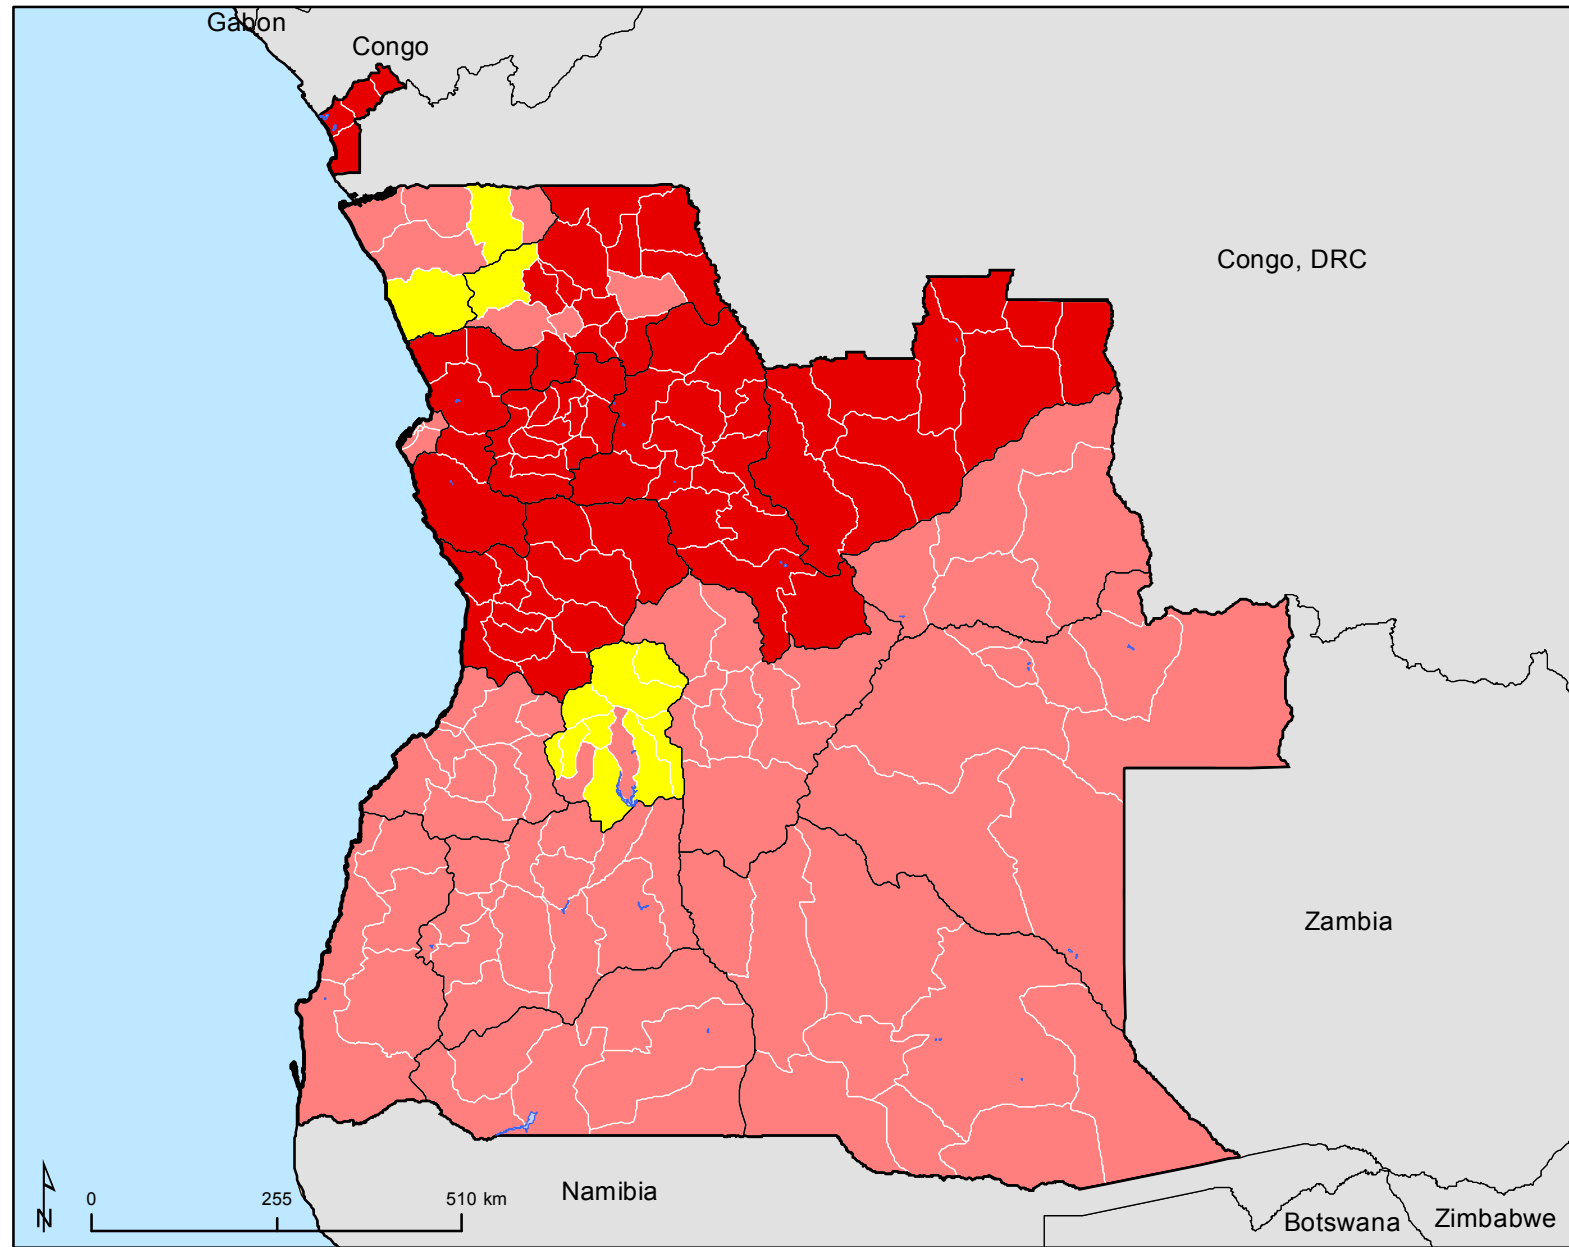 Gabon
Congo
Congo, DRC
Zambia
Namibia
Botswana
Zimbabwe
N
0 255 510 km